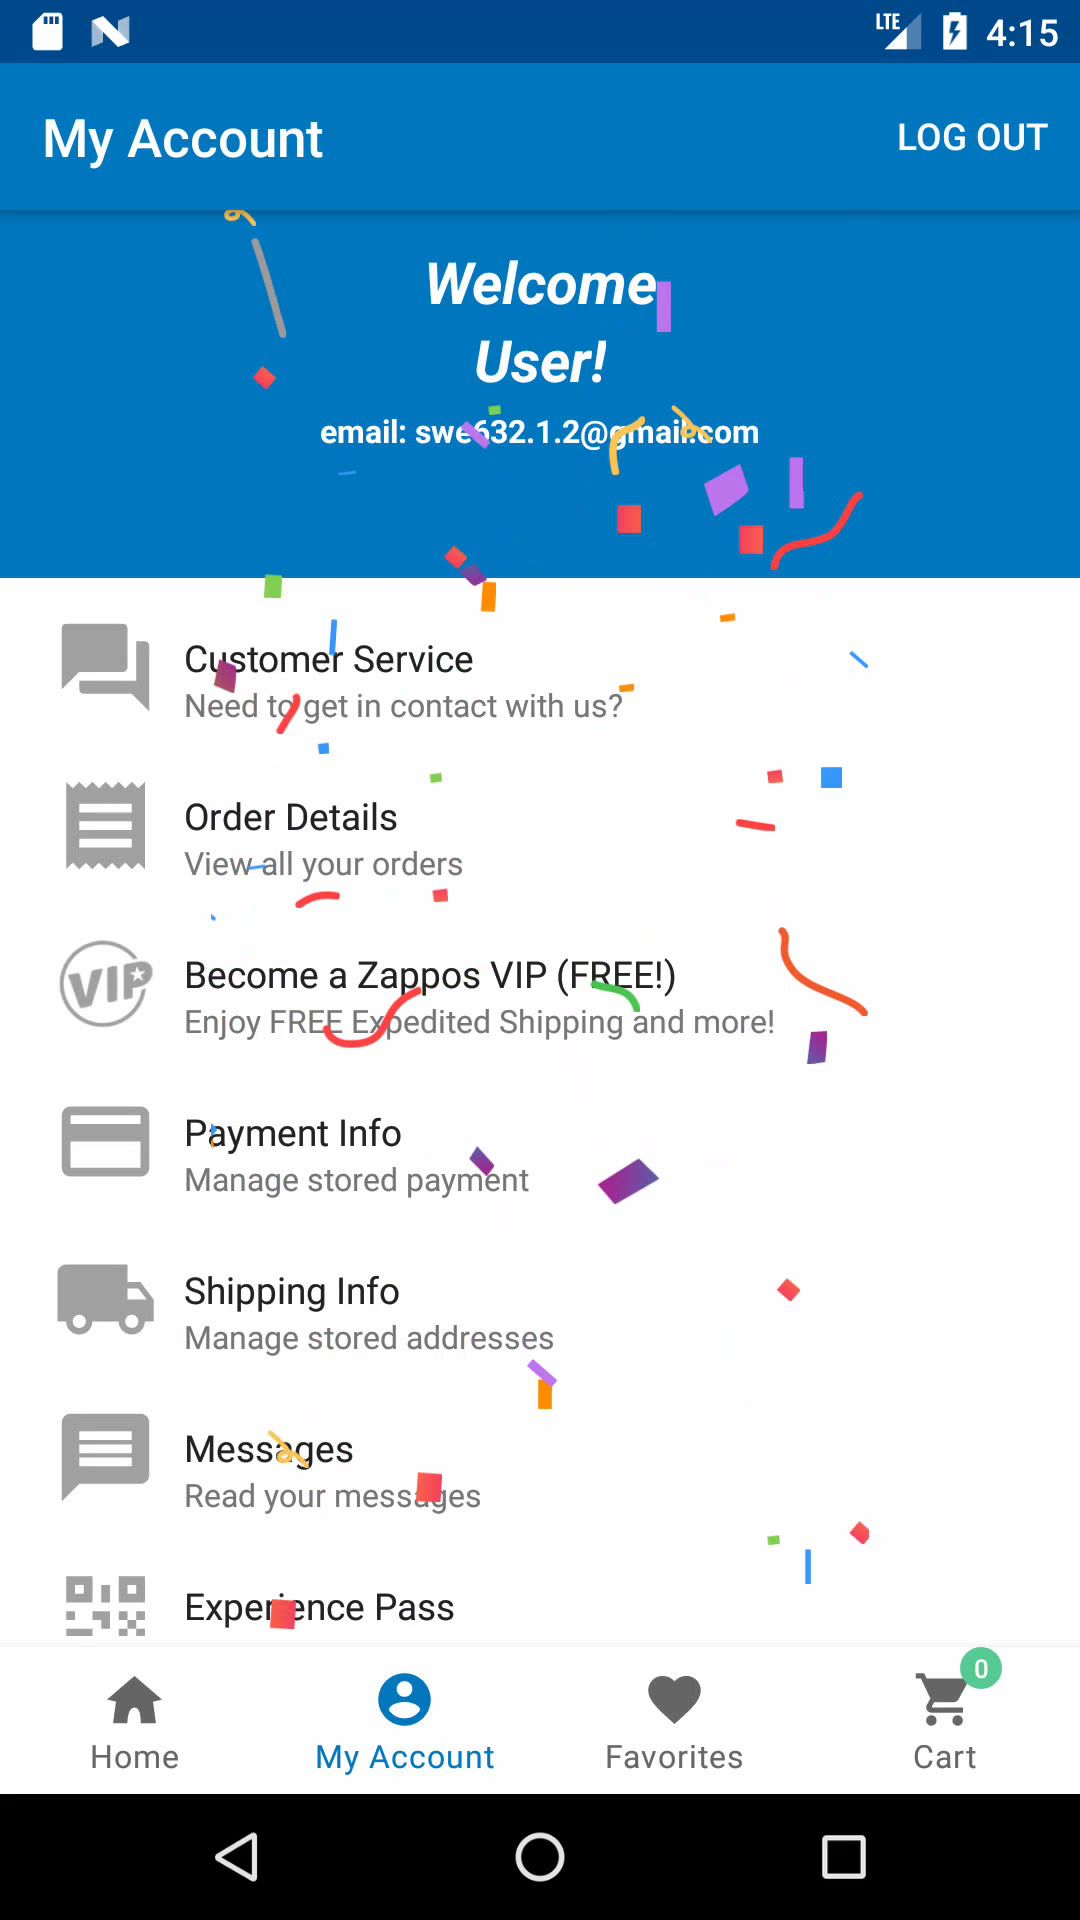 LTE 4:15
My Account LOG OUT
Welcome
User!
email: swe632.1.2@gmail.com
Customer Service
Need to get in contact with us?
Order Details
View all your orders
VIP
Become a Zappos VIP (FREE!)
Enjoy FREE Expedited Shipping and more!
Payment Info
Manage stored payment
Shipping Info
Manage stored addresses
Messages
Read your messages
Experience Pass
0
Home My Account Favorites Cart